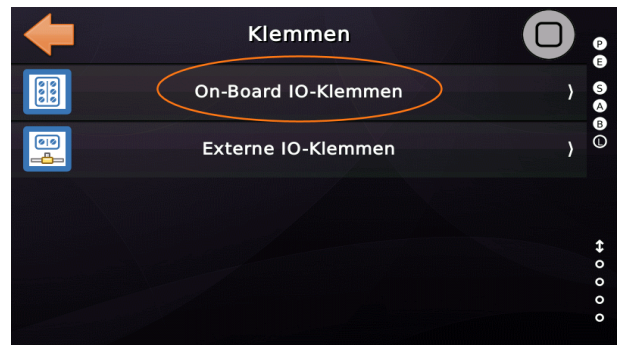 Klemmen
On-Board IO-Klemmen
Externe IO-Klemmen
P
E
S
A
B
L